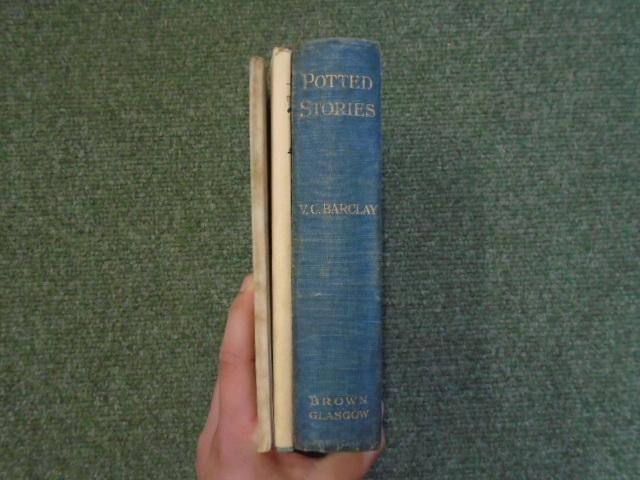 POTTED
STORIES
V. C. BARCLAY
BROWN
GLASGOW